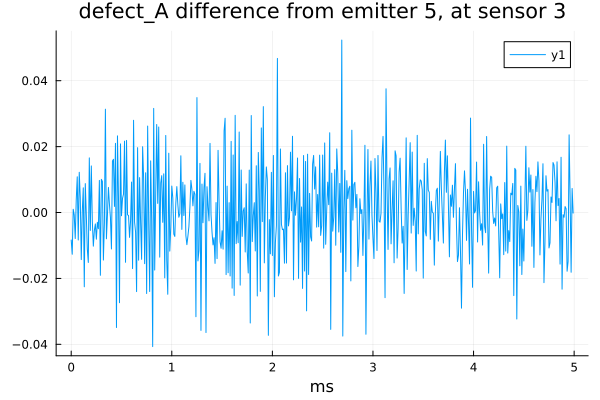 defect_A difference from emitter 5, at sensor 3
y1
0.04
0.02
0.00
−0.02
−0.04
0 1 2 3 4 5
ms